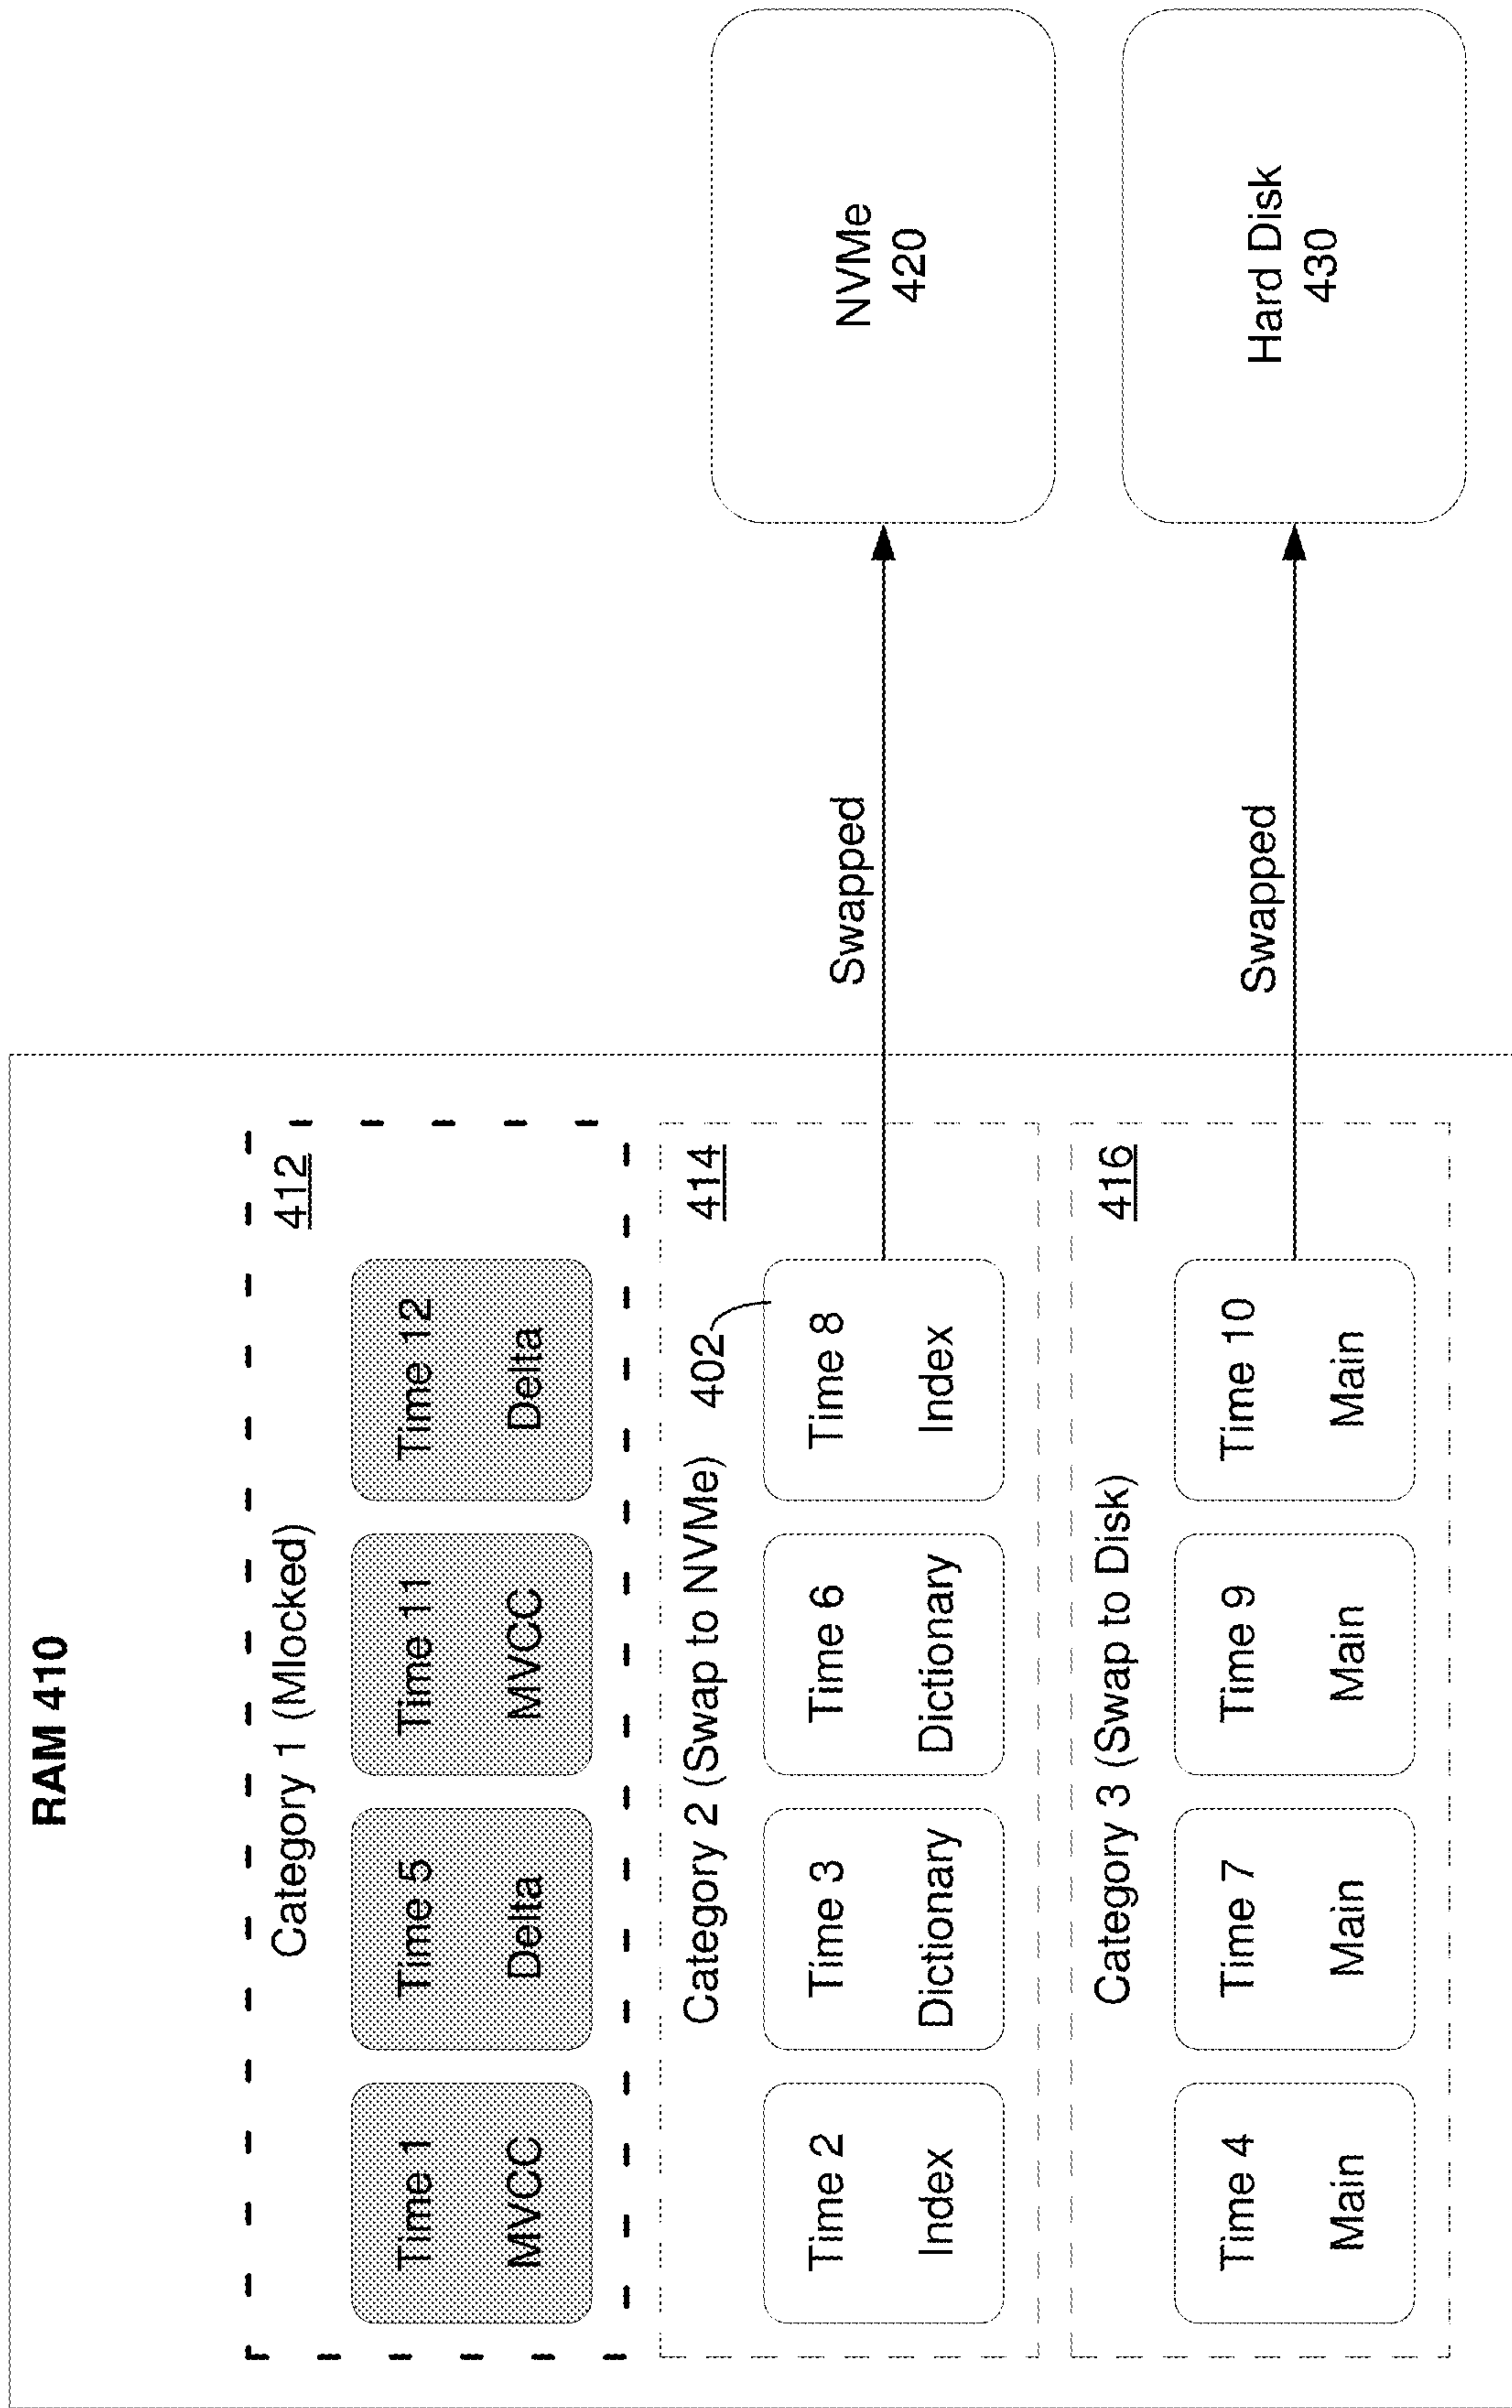 RAM 410
Category 1 (Mlocked)
412
Time 1
MVCC
Time 5
Delta
Time 11
MVCC
Time 12
Delta
Category 2 (Swap to NVMe)
402
414
Time 2
Index
Time 3
Dictionary
Time 6
Dictionary
Time 8
Index
Swapped
NVMe
420
Category 3 (Swap to Disk)
416
Time 4
Main
Time 7
Main
Time 9
Main
Time 10
Main
Swapped
Hard Disk
430